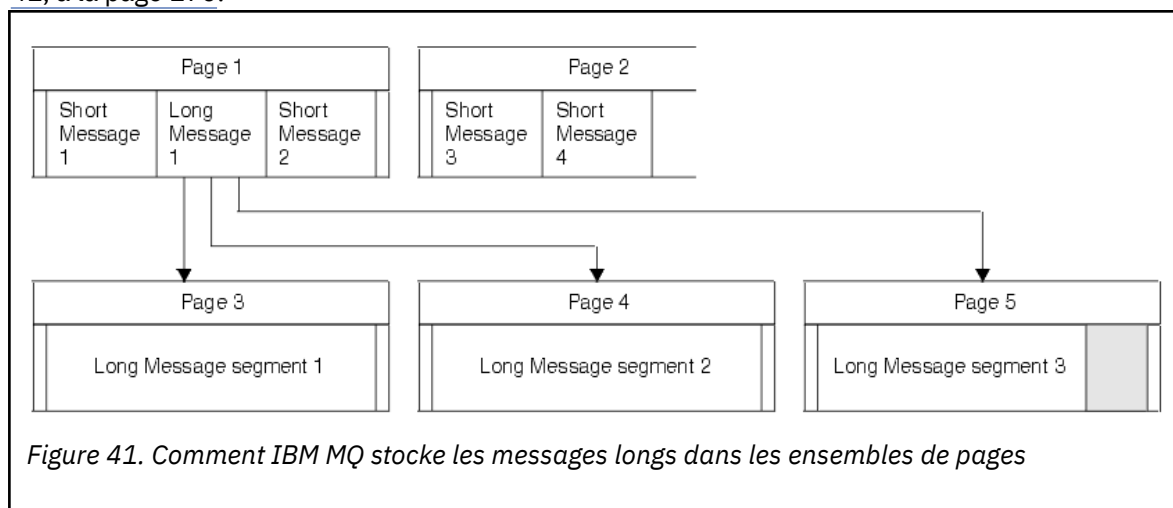 Page 1
Page 2
Short
Message
1
Long
Message
1
Short
Message
2
Short
Message
3
Short
Message
4
Page 3
Page 4
Page 5
Long Message segment 1
Long Message segment 2
Long Message segment 3
Figure 41. Comment IBM MQ stocke les messages longs dans les ensembles de pages